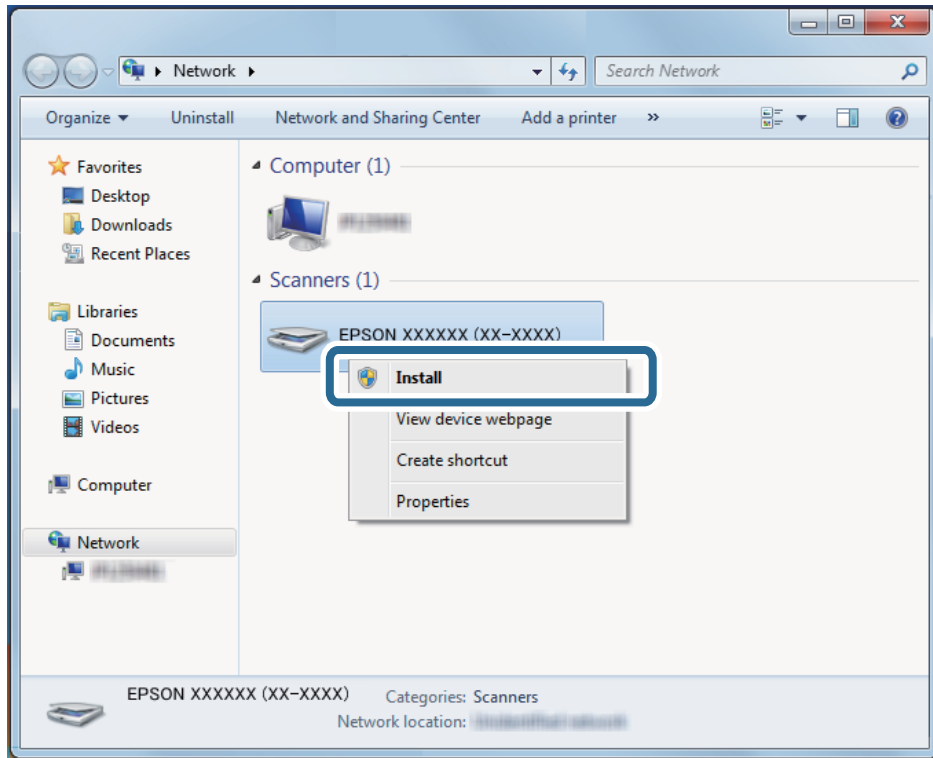 Network
Search Network
Organize Uninstall Network and Sharing Center Add a printer »
Favorites
Desktop
Downloads
Recent Places
Libraries
Documents
Music
Pictures
Videos
Computer
Network
Computer (1)
Scanners (1)
EPSON XXXXXX (XX-XXXX)
Install
View device webpage
Create shortcut
Properties
EPSON XXXXXX (XX-XXXX) Categories: Scanners
Network location: